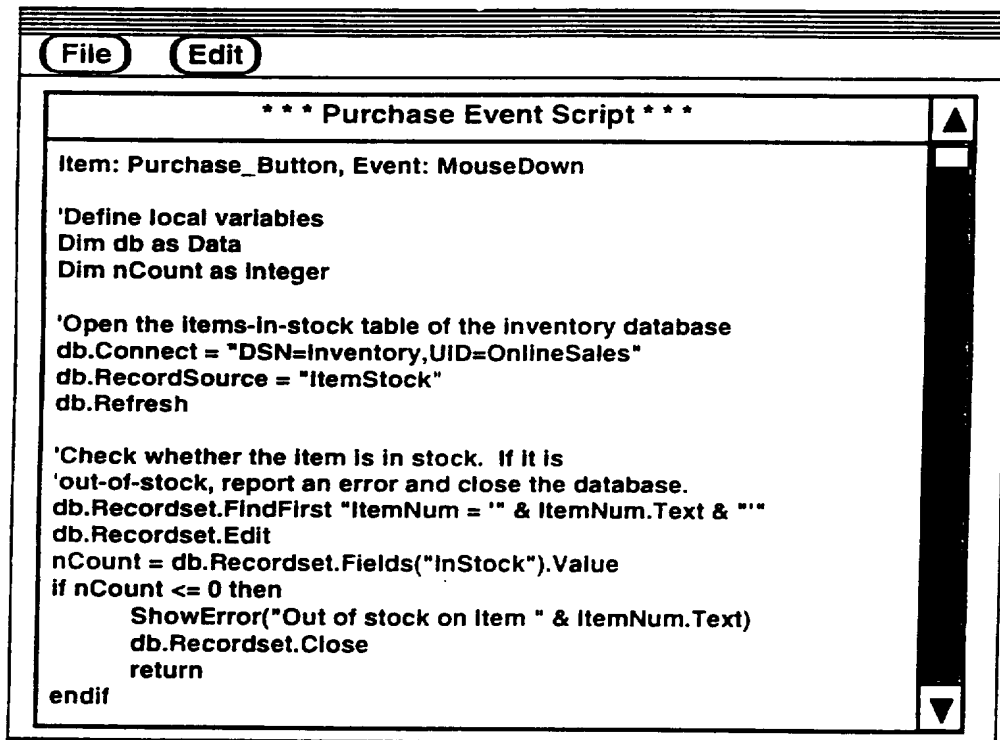 File Edit
* * * Purchase Event Script * * *
Item: Purchase_Button, Event: MouseDown
'Define local variables
Dim db as Data
Dim nCount as Integer
'Open the items-in-stock table of the inventory database
db.Connect = "DSN=Inventory,UID=OnlineSales"
db.RecordSource = "ItemStock"
db.Refresh
'Check whether the item is in stock. If it is
'out-of-stock, report an error and close the database.
db.Recordset.FindFirst "ItemNum = '" & ItemNum.Text & "'"
db.Recordset.Edit
nCount = db.Recordset.Fields("InStock").Value
if nCount <= 0 then
ShowError("Out of stock on Item " & ItemNum.Text)
db.Recordset.Close
return
endif